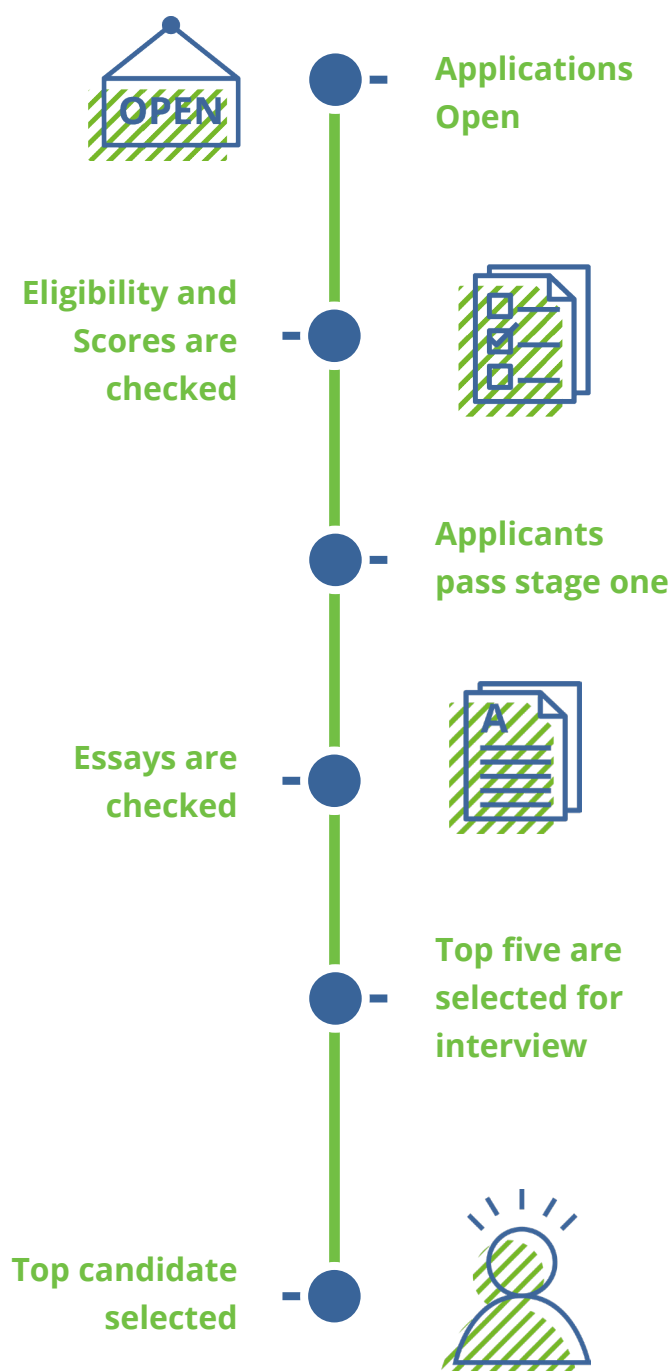 OPEN
Applications
Open
Eligibility and
Scores are
checked
Applicants
pass stage one
A
Essays are
checked
Top five are
selected for
interview
Top candidate
selected